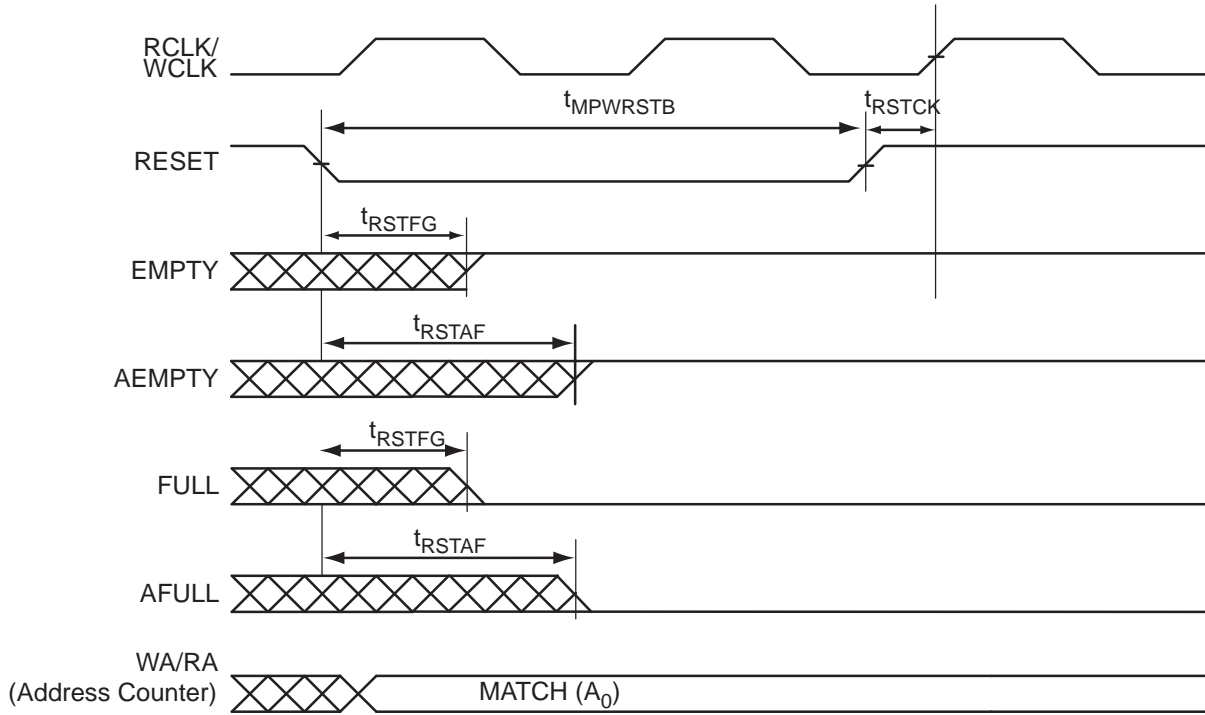 RCLK/
WCLK
tMPWRSTB
tRSTCK
RESET
tRSTFG
EMPTY
tRSTAF
AEMPTY
tRSTFG
FULL
tRSTAF
AFULL
WA/RA
(Address Counter)
MATCH (A0)